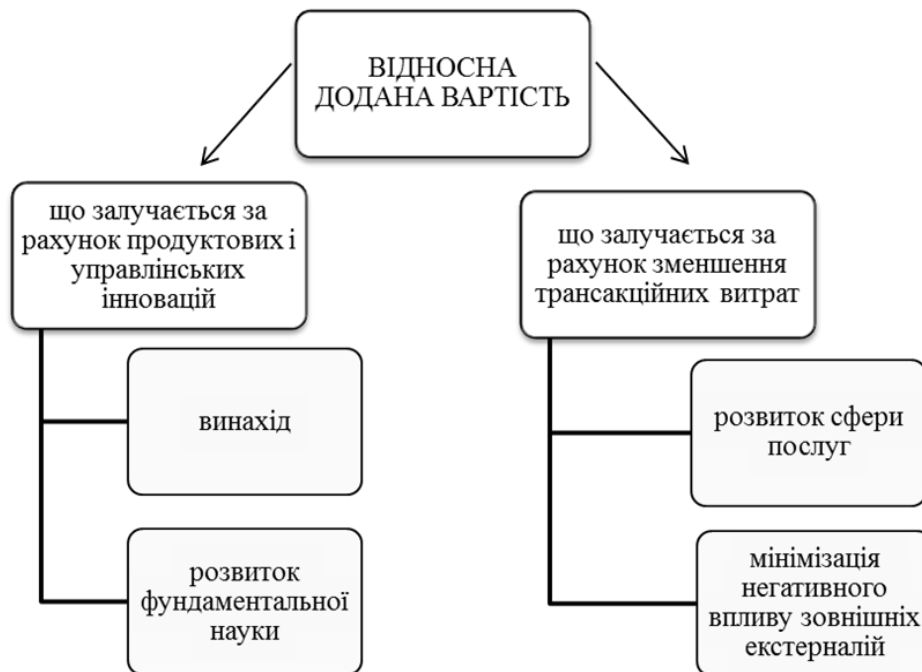 ВІДНОСНА
ДОДАНА ВАРТІСТЬ
що залучається за
рахунок продуктових і
управлінських
інновацій
винахід
розвиток
фундаментальної
науки
що залучається за
рахунок зменшення
трансакційних витрат
розвиток сфери
послуг
мінімізація
негативного
впливу зовнішніх
екстерналій